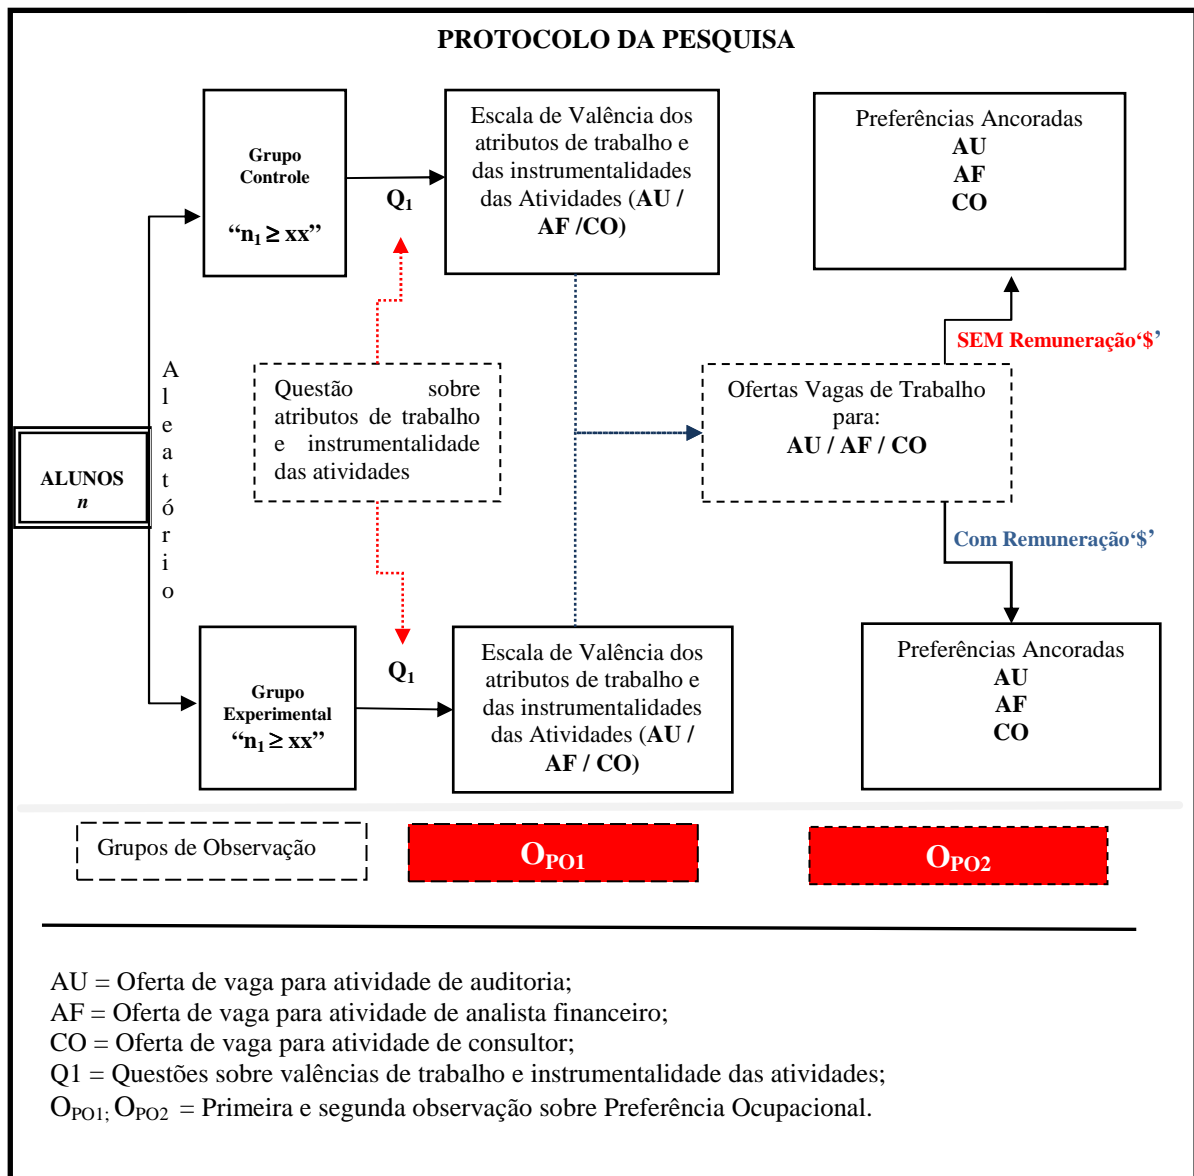 PROTOCOLO DA PESQUISA
Grupo
Controle
“n1 ≥ xx”
Q1
Escala de Valência dos
atributos de trabalho e
das instrumentalidades
das Atividades (AU /
AF /CO)
Preferências Ancoradas
AU
AF
CO
SEM Remuneração‘$’
Aleatório
Questão sobre
atributos de trabalho
e instrumentalidade
das atividades
Ofertas Vagas de Trabalho
para:
AU / AF / CO
ALUNOS
n
Com Remuneração‘$’
Grupo
Experimental
“n1 ≥ xx”
Q1
Escala de Valência dos
atributos de trabalho e
das instrumentalidades
das Atividades (AU /
AF / CO)
Preferências Ancoradas
AU
AF
CO
Grupos de Observação
OPO1
OPO2
AU = Oferta de vaga para atividade de auditoria;
AF = Oferta de vaga para atividade de analista financeiro;
CO = Oferta de vaga para atividade de consultor;
Q1 = Questões sobre valências de trabalho e instrumentalidade das atividades;
OPO1; OPO2 = Primeira e segunda observação sobre Preferência Ocupacional.